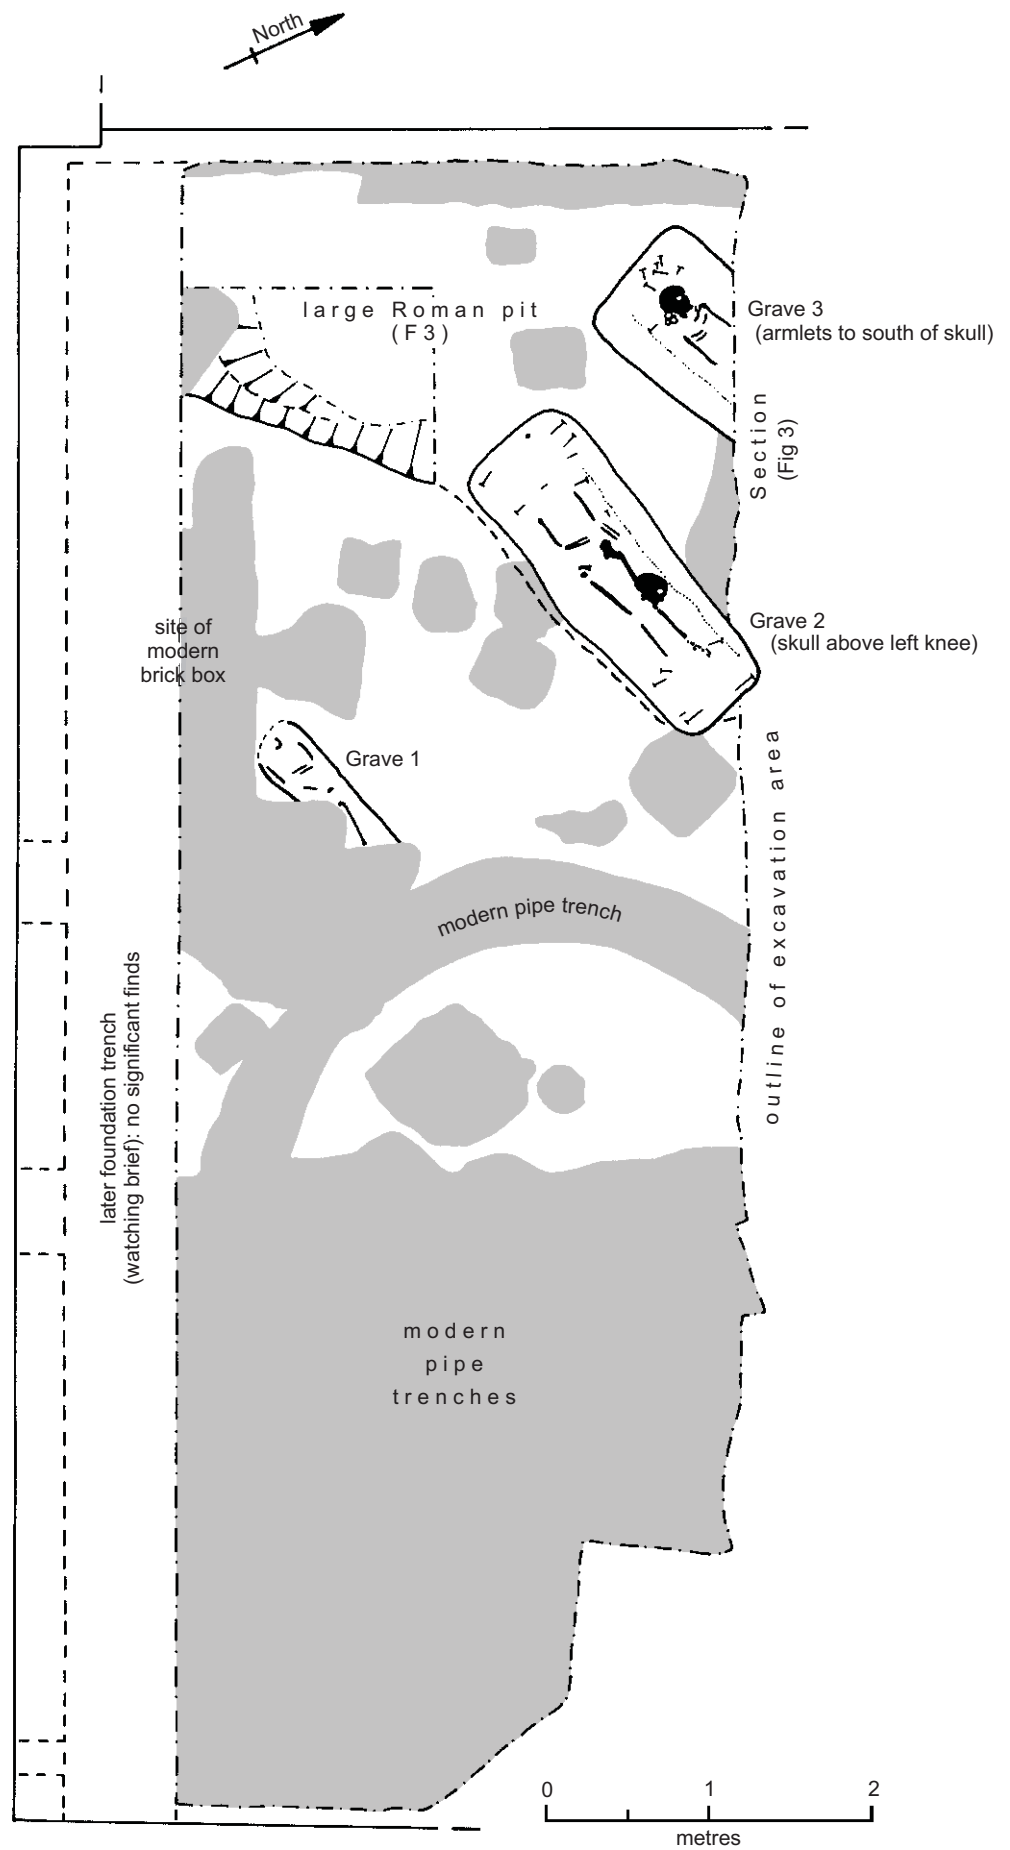 North
large Roman pit
(F3)
Grave 3
(armlets to south of skull)
Section
(Fig 3)
Grave 2
(skull above left knee)
site of
modern
brick box
Grave 1
outline of excavation area
modern pipe trench
later foundation trench
(watching brief): no significant finds
modern
pipe
trenches
0 1 2
metres